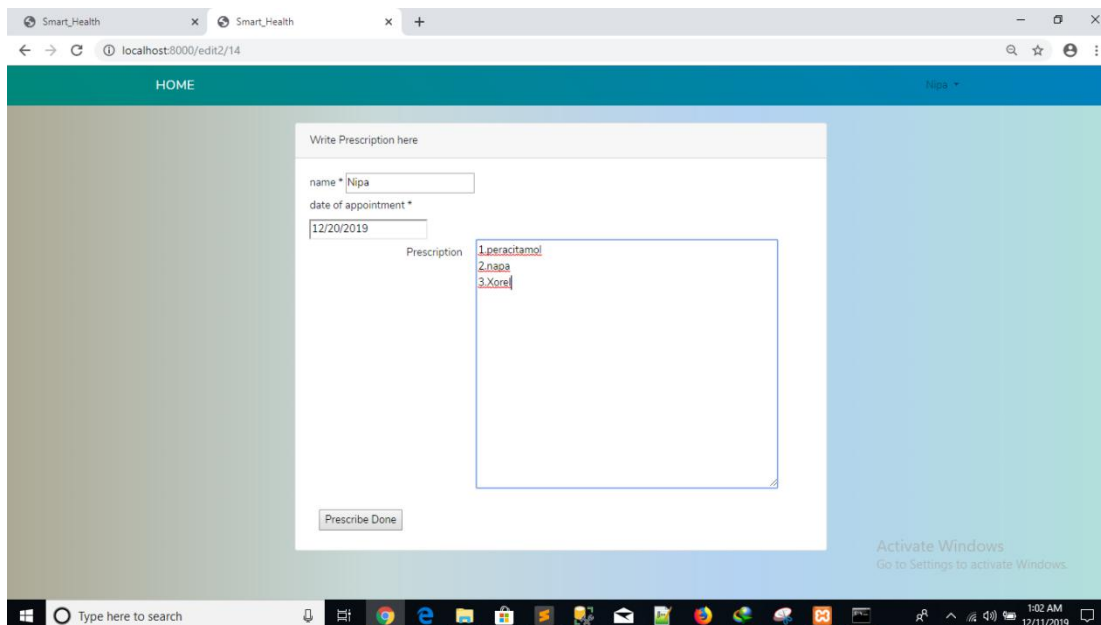 Smart_Health
Smart_Health
localhost:8000/edit2/14
HOME
Nipa
Write Prescription here
name * Nipa
date of appointment *
12/20/2019
Prescription
1.peracitamol
2.napa
3.Xorel
Prescribe Done
Activate Windows
Go to Settings to activate Windows.
Type here to search
1:02 AM
12/11/2019